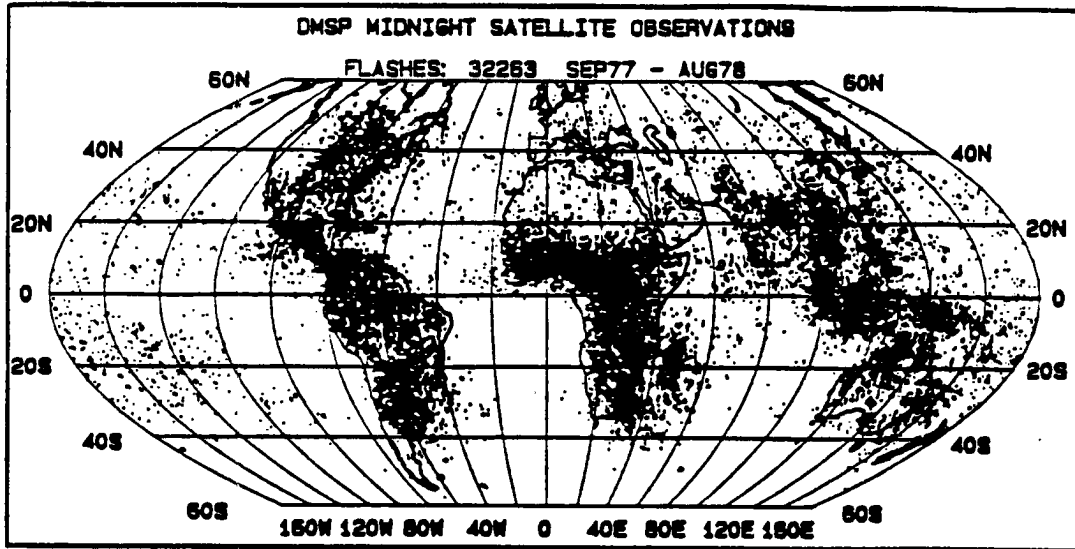 DMSP MIDNIGHT SATELLITE OBSERVATIONS
FLASHES: 32263 SEP77 - AUG78
60N 60N
40N 40N
20N 20N
0 0
20S 20S
40S 40S
60S 60S
160W 120W 80W 40W 0 40E 80E 120E 160E